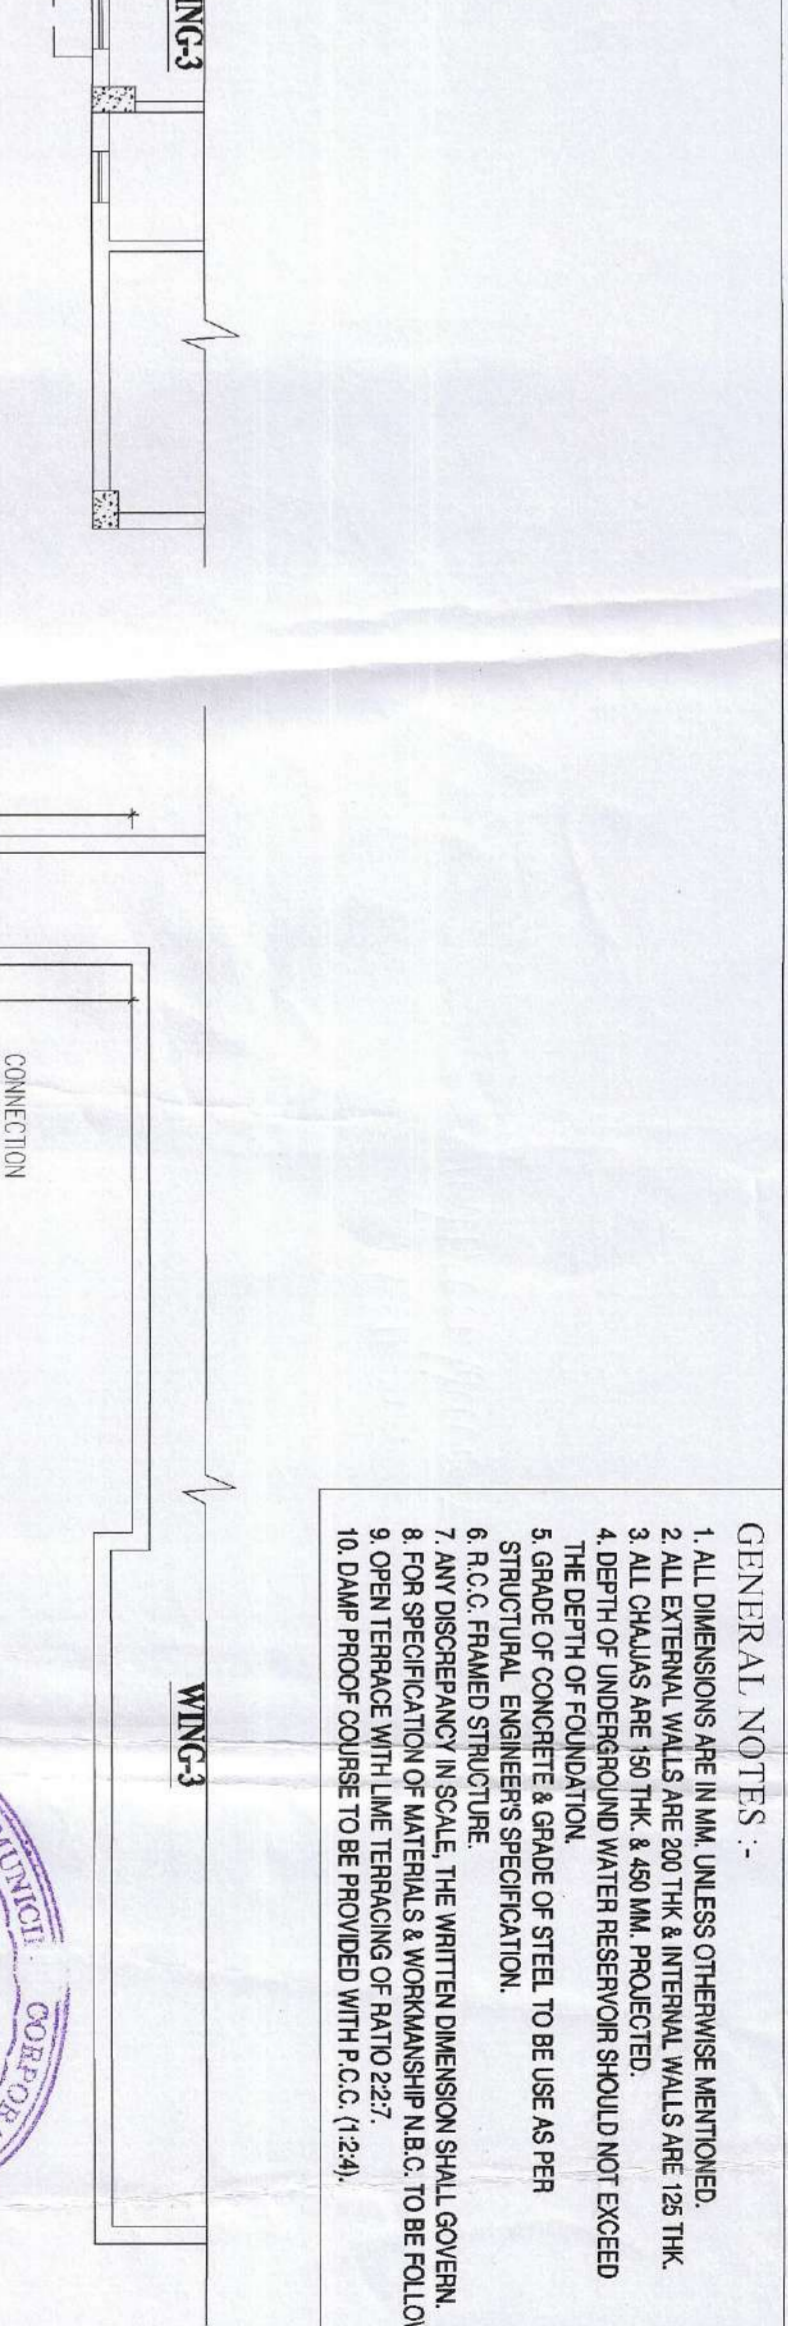 GENERAL NOTES :-
1. ALL DIMENSIONS ARE IN MM. UNLESS OTHERWISE MENTIONED.
2. ALL EXTERNAL WALLS ARE 200 THK & INTERNAL WALLS ARE 125 THK.
3. ALL CHAJJAS ARE 150 THK. & 450 MM. PROJECTED.
4. DEPTH OF UNDERGROUND WATER RESERVOIR SHOULD NOT EXCEED
THE DEPTH OF FOUNDATION.
5. GRADE OF CONCRETE & GRADE OF STEEL TO BE USE AS PER
STRUCTURAL ENGINEER'S SPECIFICATION.
6. R.C.C. FRAMED STRUCTURE.
7. ANY DISCREPANCY IN SCALE, THE WRITTEN DIMENSION SHALL GOVERN.
8. FOR SPECIFICATION OF MATERIALS & WORKMANSHIP N.B.C. TO BE FOLLOW
9. OPEN TERRACE WITH LIME TERRACING OF RATIO 2:2:7.
10. DAMP PROOF COURSE TO BE PROVIDED WITH P.C.C. (1:2:4).
ING-3
WING-3
CONNECTION
MUNICI
CORPOR